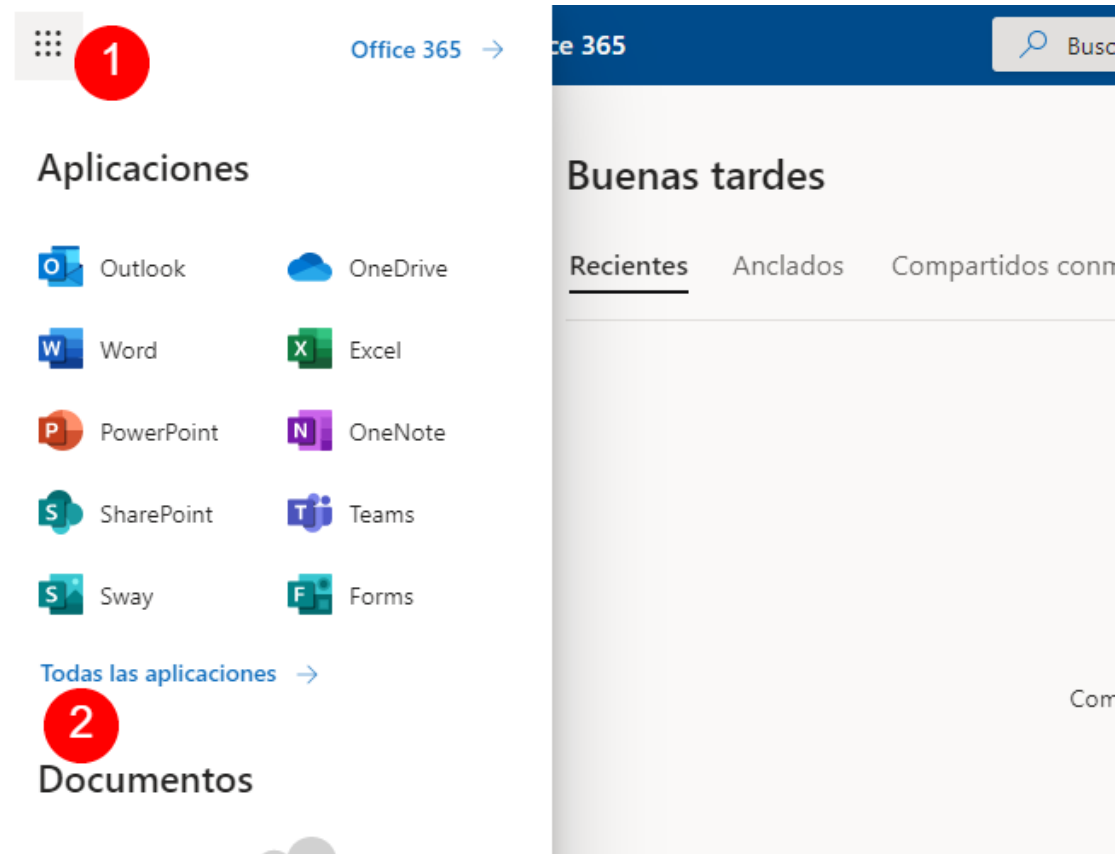 1
Office 365 →
Aplicaciones
Outlook
OneDrive
Word
Excel
PowerPoint
OneNote
SharePoint
Teams
Sway
Forms
Todas las aplicaciones →
2
Documentos
ce 365
Busc
Buenas tardes
Recientes Anclados Compartidos conm
Com